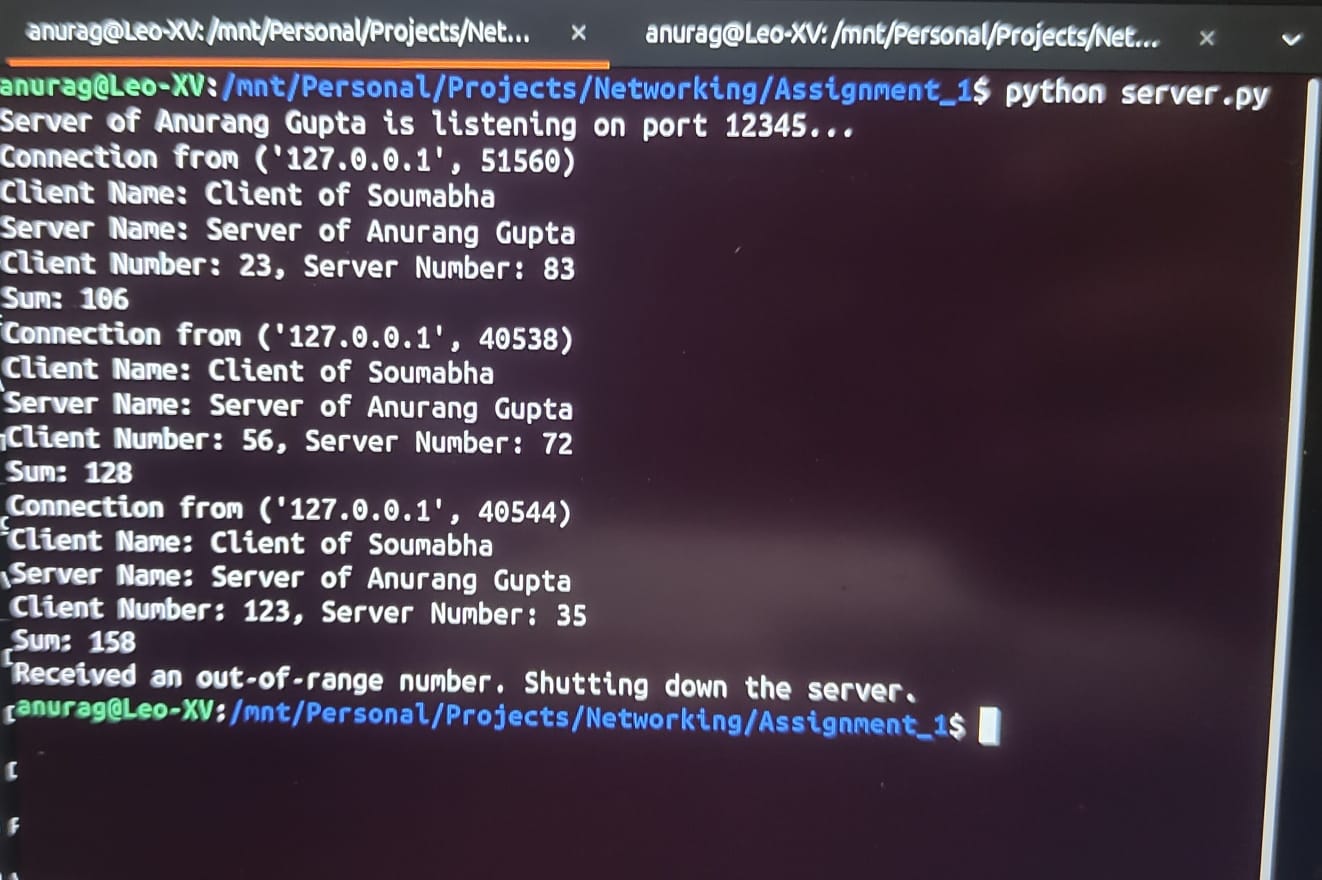 anurag@Leo-XV: /mnt/Personal/Projects/Net... × anurag@Leo-XV: /mnt/Personal/Projects/Net... ×
anurag@Leo-XV:/mnt/Personal/Projects/Networking/Assignment_1$ python server.py
Server of Anurang Gupta is listening on port 12345...
Connection from ('127.0.0.1', 51560)
Client Name: Client of Soumabha
Server Name: Server of Anurang Gupta
Client Number: 23, Server Number: 83
Sum: 106
Connection from ('127.0.0.1', 40538)
Client Name: Client of Soumabha
Server Name: Server of Anurang Gupta
Client Number: 56, Server Number: 72
Sum: 128
Connection from ('127.0.0.1', 40544)
Client Name: Client of Soumabha
Server Name: Server of Anurang Gupta
Client Number: 123, Server Number: 35
Sum: 158
Received an out-of-range number. Shutting down the server.
anurag@Leo-XV:/mnt/Personal/Projects/Networking/Assignment_1$